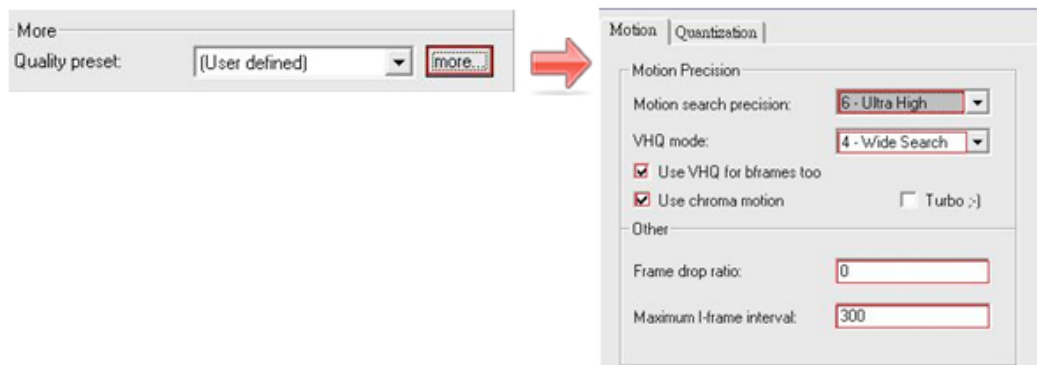 More
Quality preset: (User defined) more...
Motion Quantization
Motion Precision
Motion search precision: 6 - Ultra High
VHQ mode: 4 - Wide Search
Use VHQ for bframes too
Use chroma motion Turbo ;-)
Other
Frame drop ratio: 0
Maximum I-frame interval: 300